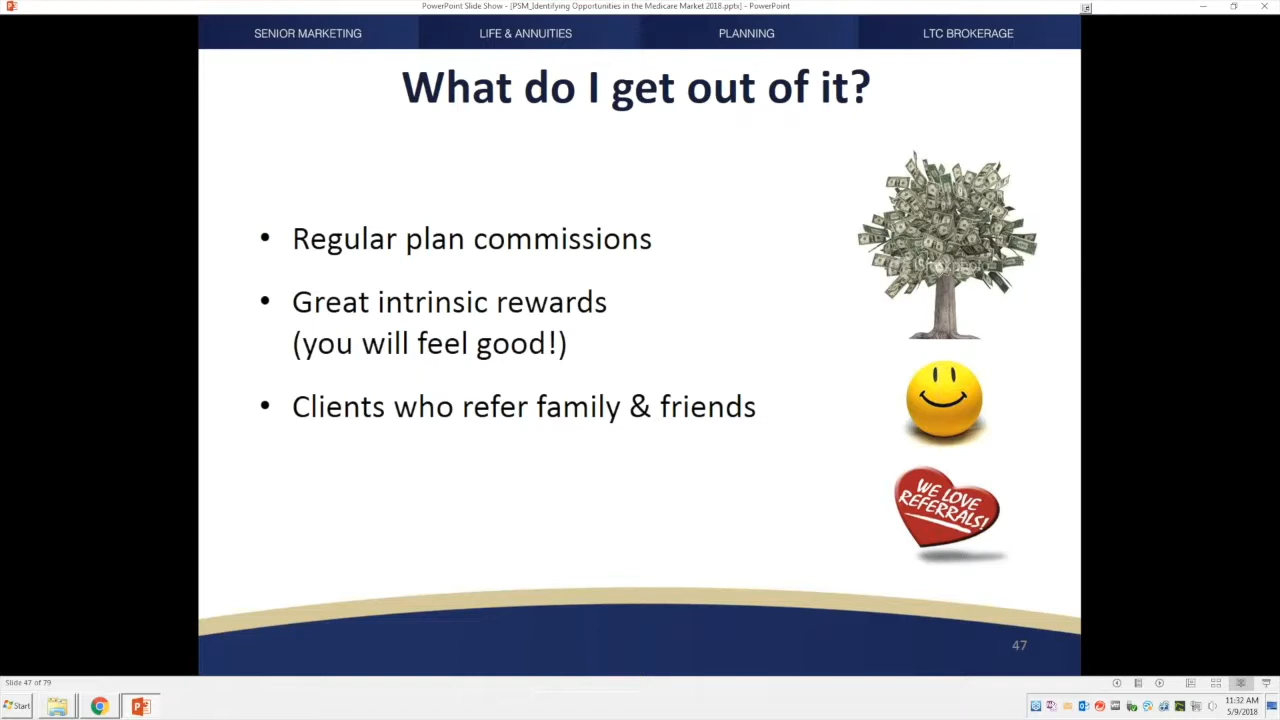 PowerPoint Slide Show - [PSM_Identifying Opportunities in the Medicare Market 2018.pptx] - PowerPoint
SENIOR MARKETING
LIFE & ANNUITIES
PLANNING
LTC BROKERAGE
What do I get out of it?
• Regular plan commissions
• Great intrinsic rewards
(you will feel good!)
• Clients who refer family & friends
WE LOVE
REFERRALS!
47
Slide 47 of 79
Start
11:32 AM
5/9/2018